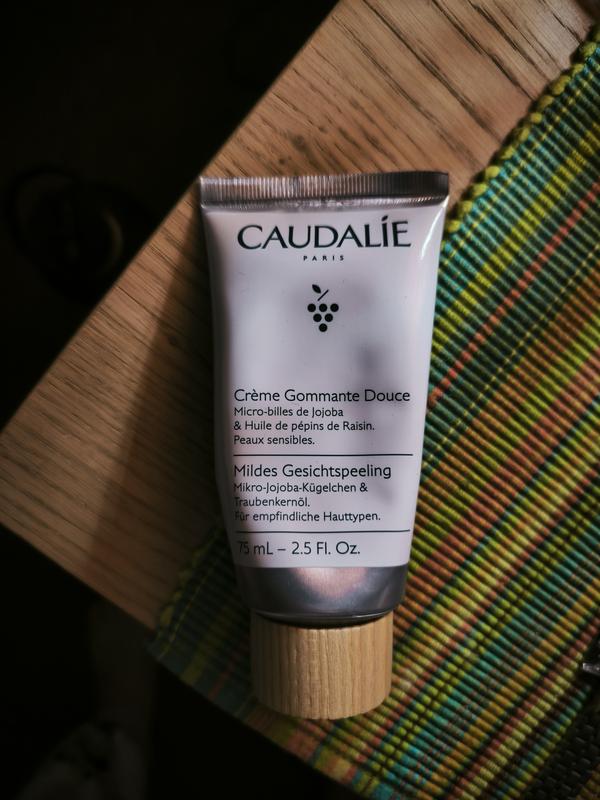 CAUDALÍE
PARIS
Crème Gommante Douce
Micro-billes de Jojoba
& Huile de pépins de Raisin.
Peaux sensibles.
Mildes Gesichtspeeling
Mikro-Jojoba-Kügelchen &
Traubenkernöl.
Für empfindliche Hauttypen.
75 mL – 2.5 Fl. Oz.